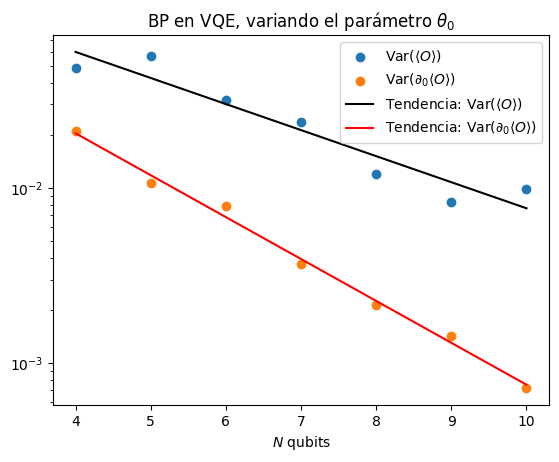 BP en VQE, variando el parámetro θ₀
Var(⟨O⟩)
Var(∂₀⟨O⟩)
Tendencia: Var(⟨O⟩)
Tendencia: Var(∂₀⟨O⟩)
10⁻²
10⁻³
4 5 6 7 8 9 10
N qubits